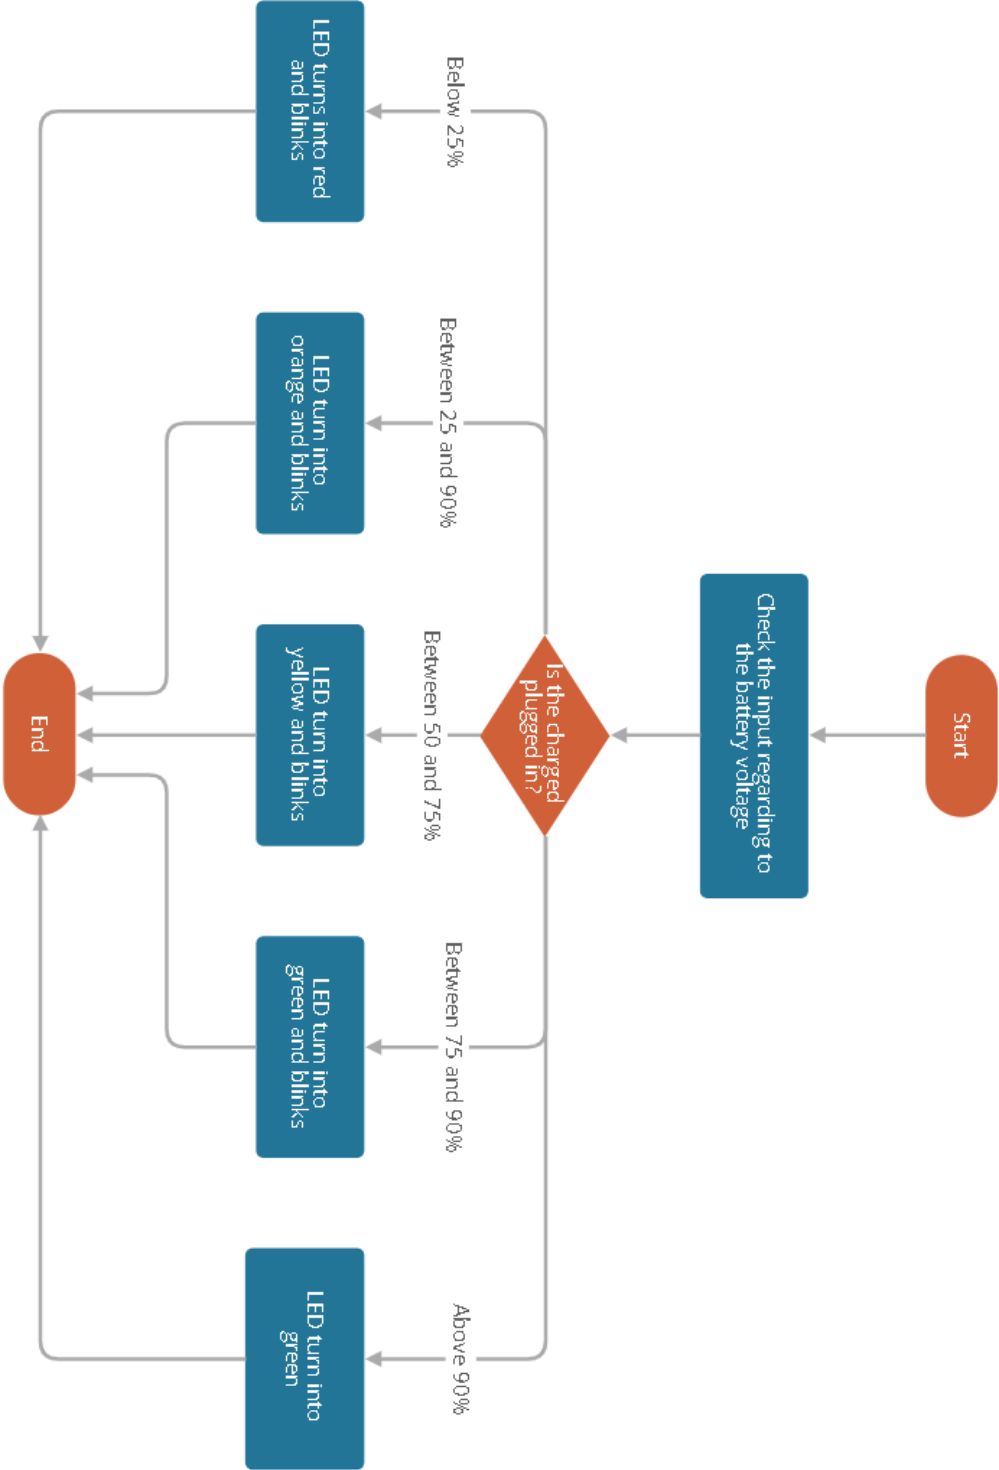 Start
Check the input regarding to
the battery voltage
Is the charged
plugged in?
Below 25%
Between 25 and 90%
Between 50 and 75%
Between 75 and 90%
Above 90%
LED turns into red
and blinks
LED turn into
orange and blinks
LED turn into
yellow and blinks
LED turn into
green and blinks
LED turn into
green
End